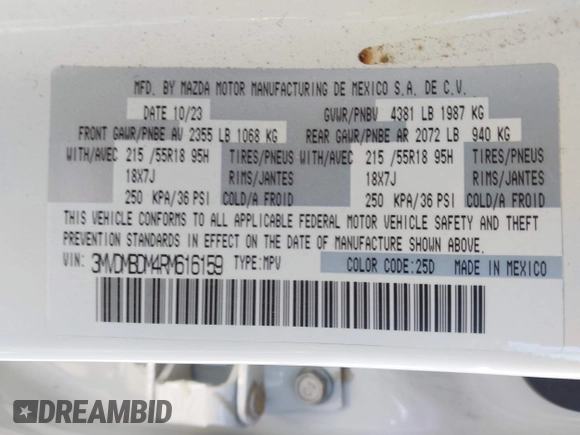 MFD. BY MAZDA MOTOR MANUFACTURING DE MEXICO S.A. DE C.V.
DATE 10/23 GVWR/PNBV 4381 LB 1987 KG
FRONT GAWR/PNBE AV 2355 LB 1068 KG REAR GAWR/PNBE AR 2072 LB 940 KG
WITH/AVEC 215 /55R18 95H TIRES/PNEUS WITH/AVEC 215 /55R18 95H TIRES/PNEUS
18X7J RIMS/JANTES 18X7J RIMS/JANTES
250 KPA/36 PSI COLD/A FROID 250 KPA/36 PSI COLD/A FROID
THIS VEHICLE CONFORMS TO ALL APPLICABLE FEDERAL MOTOR VEHICLE SAFETY AND THEFT
PREVENTION STANDARDS IN EFFECT ON THE DATE OF MANUFACTURE SHOWN ABOVE.
VIN: 3MVDMBDM4RM616159 TYPE:MPV COLOR CODE:25D MADE IN MEXICO
DREAMBID